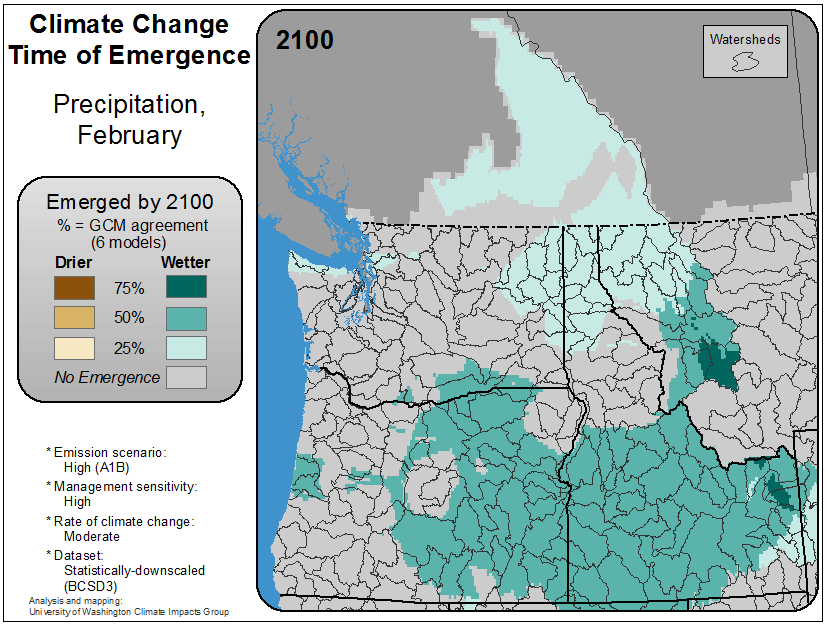 Climate Change
Time of Emergence
Precipitation,
February
Emerged by 2100
% = GCM agreement
(6 models)
Drier Wetter
75%
50%
25%
No Emergence
* Emission scenario:
High (A1B)
* Management sensitivity:
High
* Rate of climate change:
Moderate
* Dataset:
Statistically-downscaled
(BCSD3)
Analysis and mapping:
University of Washington Climate Impacts Group
2100
Watersheds